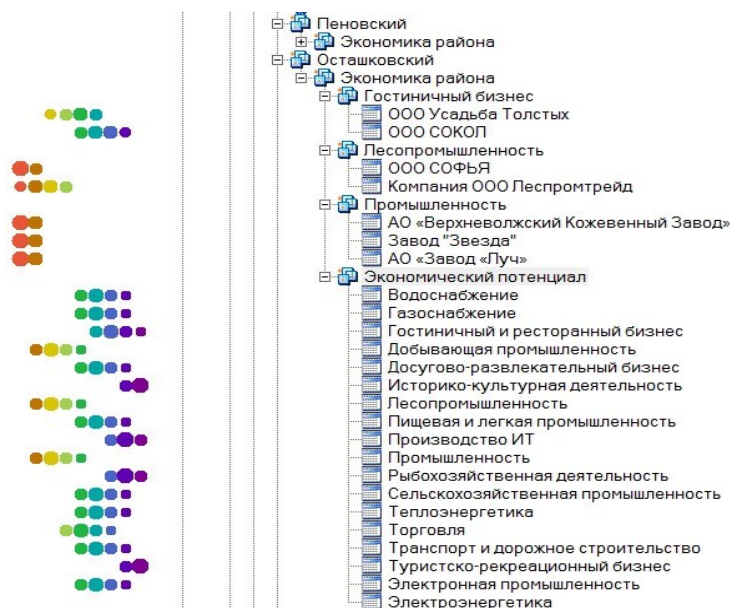 Пеновский
Экономика района
Осташковский
Экономика района
Гостиничный бизнес
ООО Усадьба Толстых
ООО СОКОЛ
Лесопромышленность
ООО СОФЬЯ
Компания ООО Леспромтрейд
Промышленность
АО «Верхневолжский Кожевенный Завод»
Завод "Звезда"
АО «Завод «Луч»
Экономический потенциал
Водоснабжение
Газоснабжение
Гостиничный и ресторанный бизнес
Добывающая промышленность
Досугово-развлекательный бизнес
Историко-культурная деятельность
Лесопромышленность
Пищевая и легкая промышленность
Производство ИТ
Промышленность
Рыбохозяйственная деятельность
Сельскохозяйственная промышленность
Теплоэнергетика
Торговля
Транспорт и дорожное строительство
Туристско-рекреационный бизнес
Электронная промышленность
Электроэнергетика